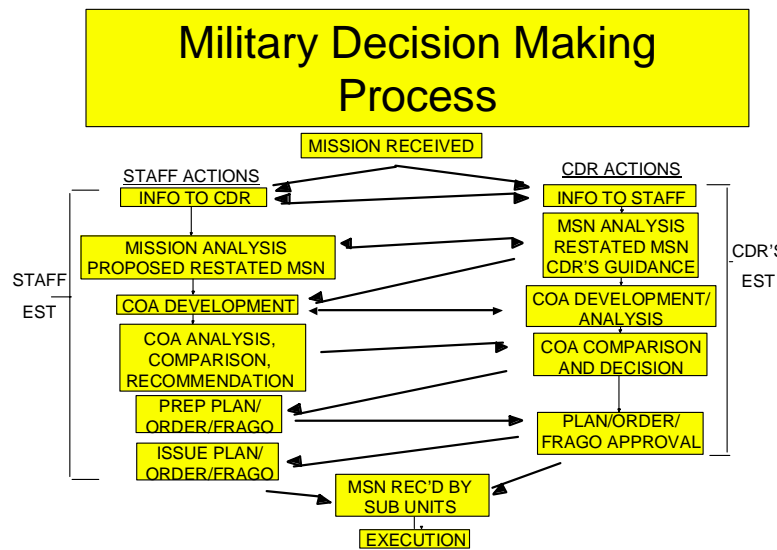 Military Decision Making
Process
MISSION RECEIVED
STAFF ACTIONS
CDR ACTIONS
INFO TO CDR
INFO TO STAFF
MISSION ANALYSIS
PROPOSED RESTATED MSN
MSN ANALYSIS
RESTATED MSN
CDR'S GUIDANCE
STAFF
EST
CDR'S
EST
COA DEVELOPMENT
COA DEVELOPMENT/
ANALYSIS
COA ANALYSIS,
COMPARISON,
RECOMMENDATION
COA COMPARISON
AND DECISION
PREP PLAN/
ORDER/FRAGO
PLAN/ORDER/
FRAGO APPROVAL
ISSUE PLAN/
ORDER/FRAGO
MSN REC'D BY
SUB UNITS
EXECUTION